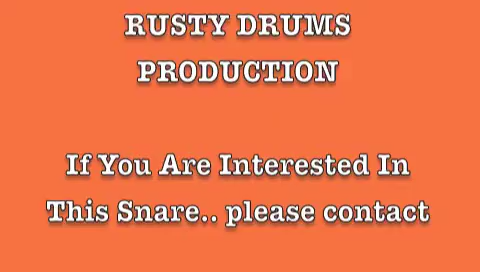 RUSTY DRUMS
PRODUCTION
If You Are Interested In
This Snare.. please contact